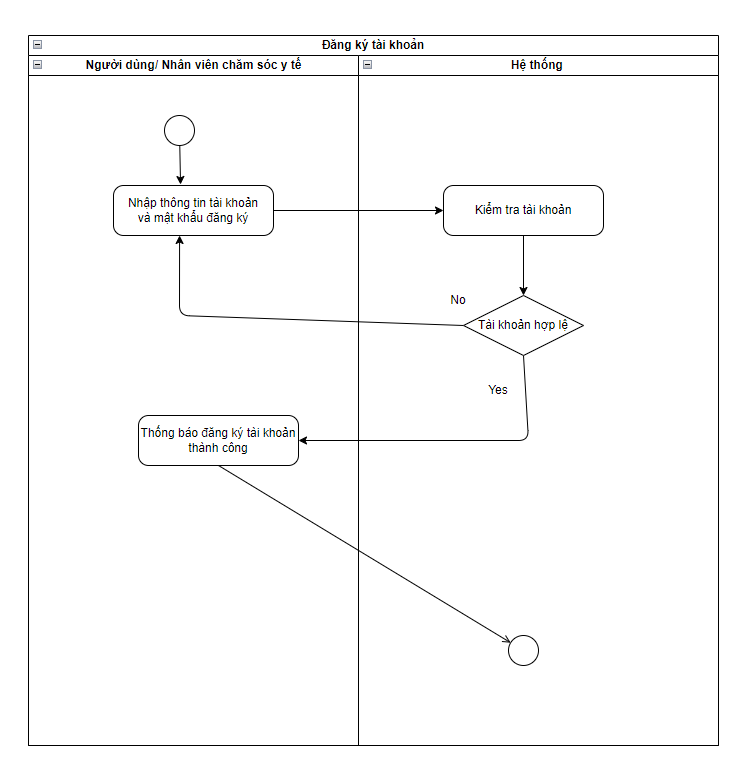 Đăng ký tài khoản
Người dùng/ Nhân viên chăm sóc y tế
Hệ thống
Nhập thông tin tài khoản
và mật khẩu đăng ký
Kiểm tra tài khoản
No
Tài khoản hợp lệ
Yes
Thống báo đăng ký tài khoản
thành công